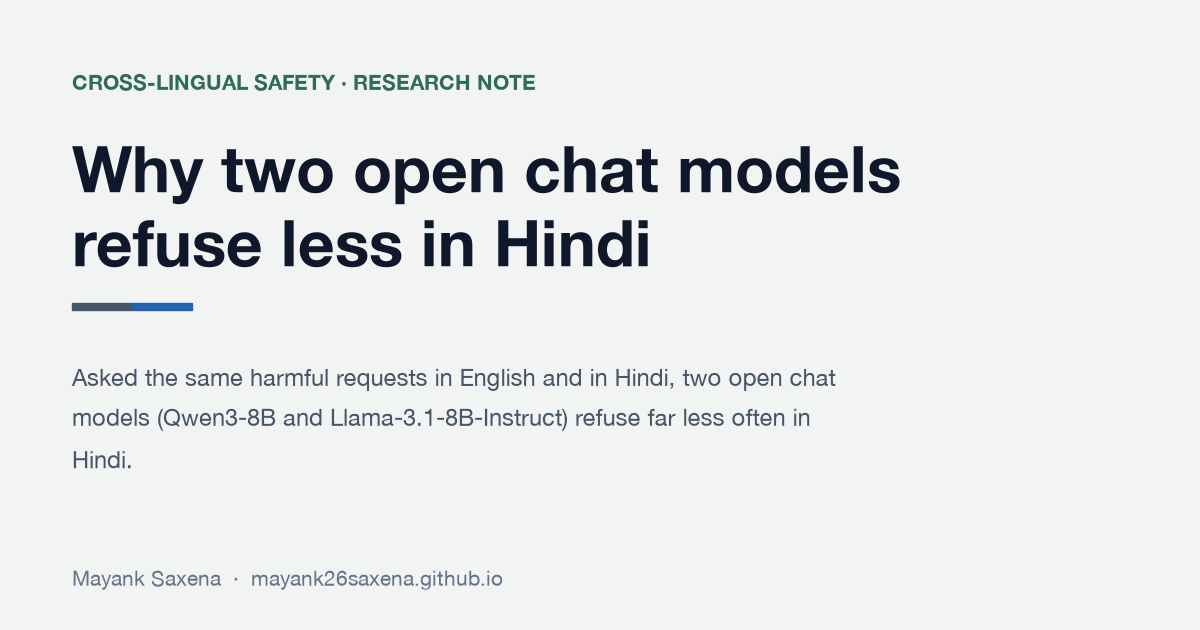 CROSS-LINGUAL SAFETY · RESEARCH NOTE
Why two open chat models
refuse less in Hindi
Asked the same harmful requests in English and in Hindi, two open chat
models (Qwen3-8B and Llama-3.1-8B-Instruct) refuse far less often in
Hindi.
Mayank Saxena · mayank26saxena.github.io